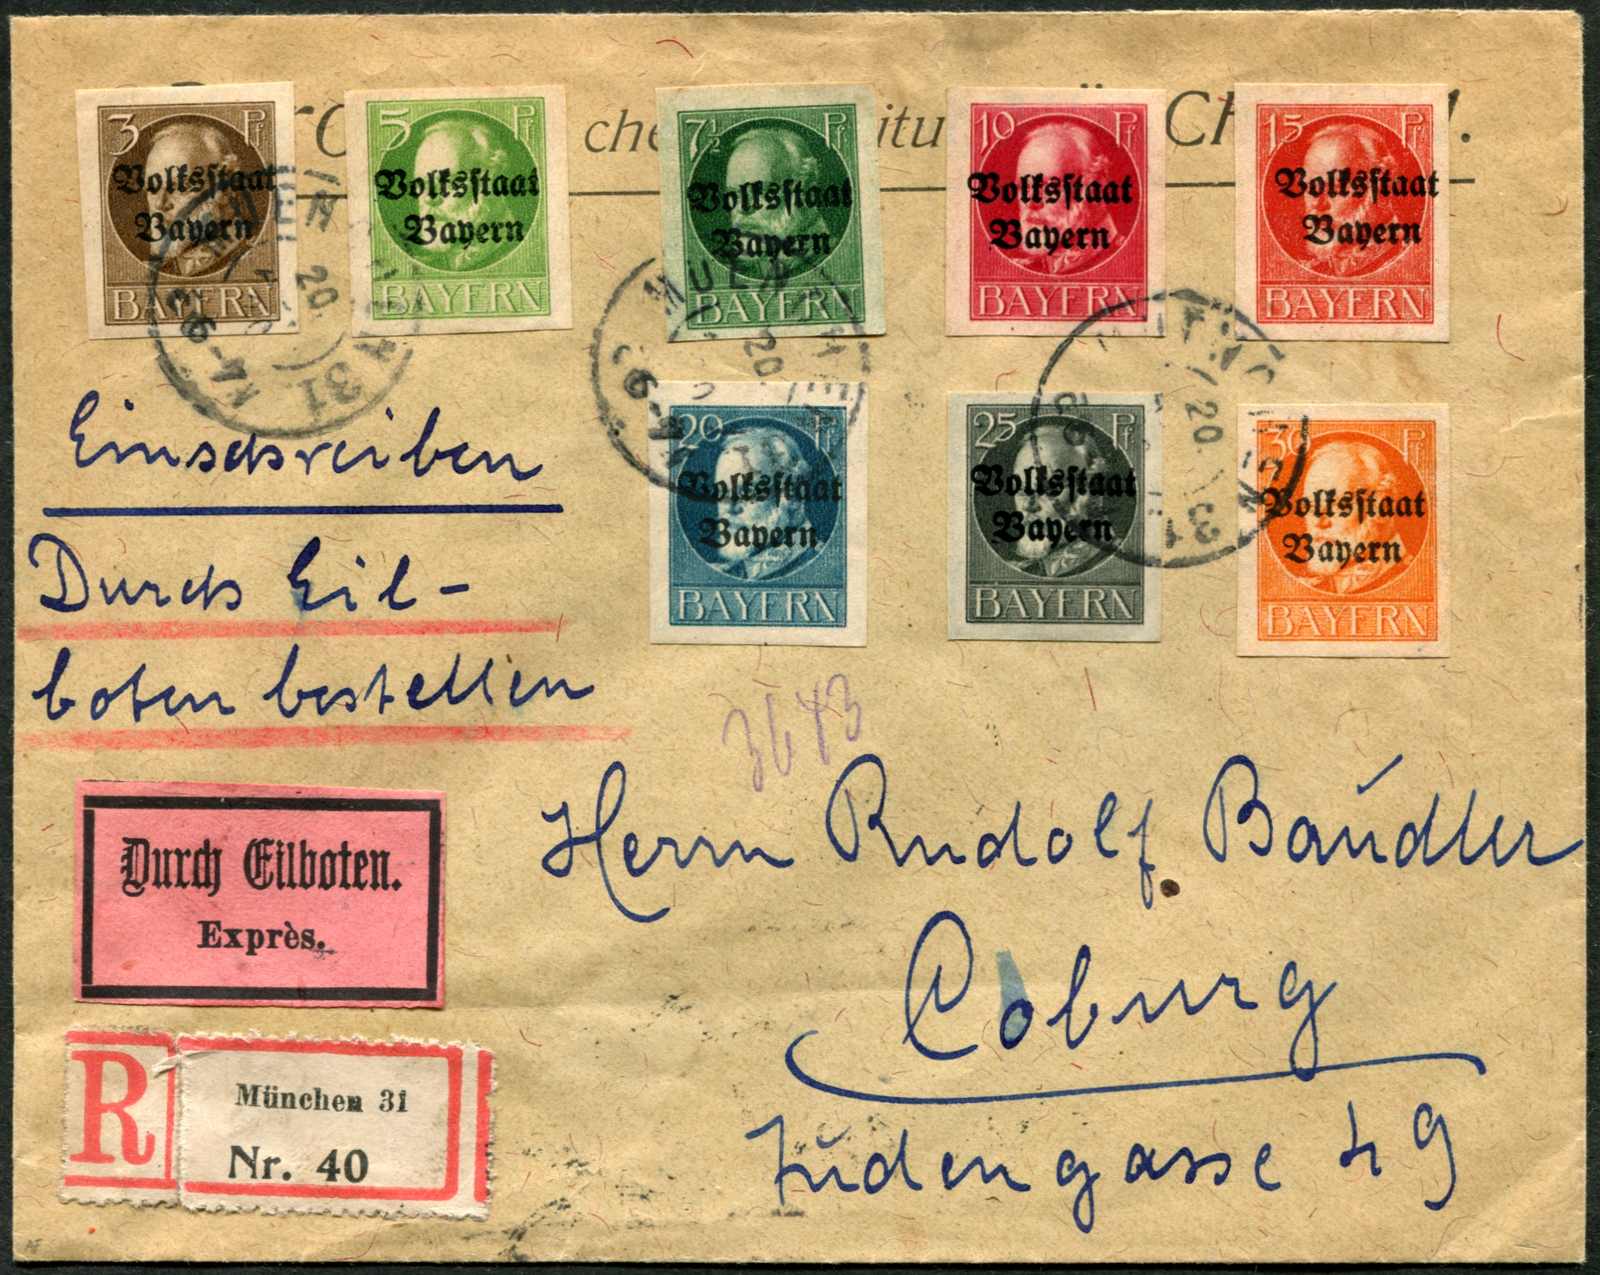 3 Pf
Volksstaat
Bayern
BAYERN
5 Pf
Volksstaat
Bayern
BAYERN
7½ Pf
Volksstaat
Bayern
BAYERN
10 Pf
Volksstaat
Bayern
BAYERN
15 Pf
Volksstaat
Bayern
BAYERN
20 Pf
Volksstaat
Bayern
BAYERN
25 Pf
Volksstaat
Bayern
BAYERN
30 Pf
Volksstaat
Bayern
BAYERN
Einschreiben
Durch Eil-
boten bestellen
3643
Durch Eilboten.
Exprès.
R
München 31
Nr. 40
Herrn Rudolf Baudler
Coburg
Judengasse 49